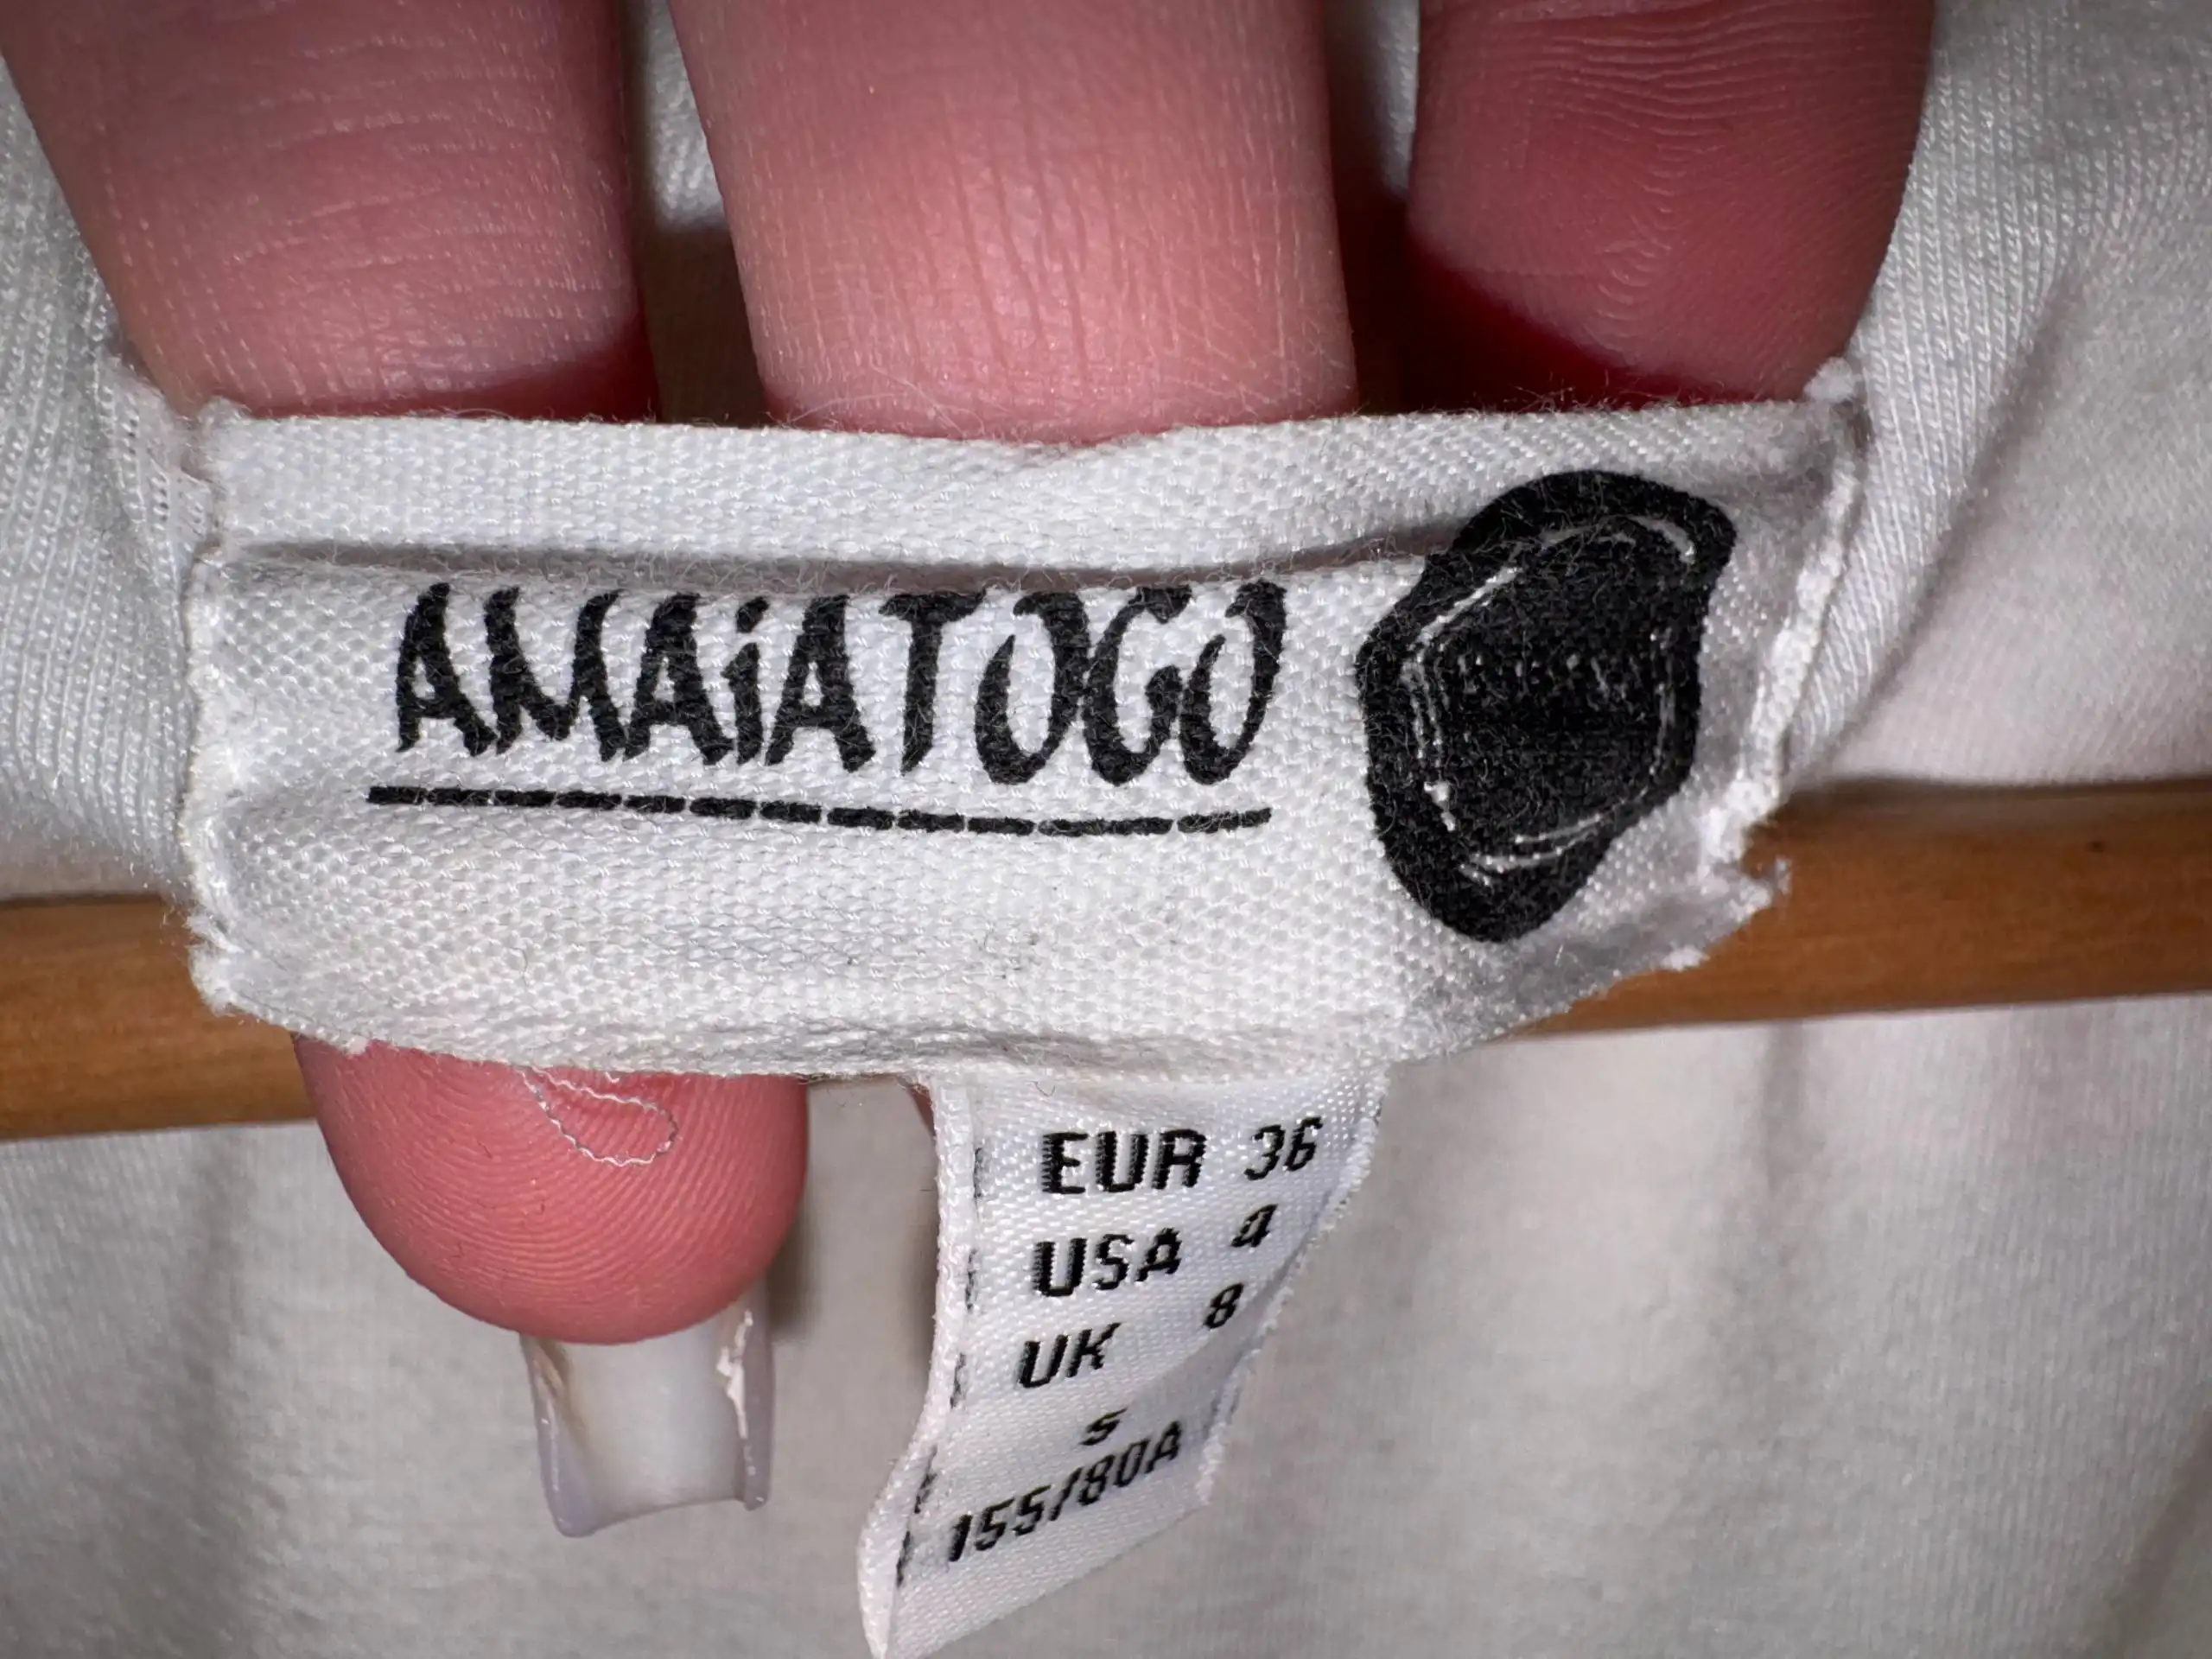 AMAiATOGO
EUR 36
USA 4
UK 8
S
155/80A